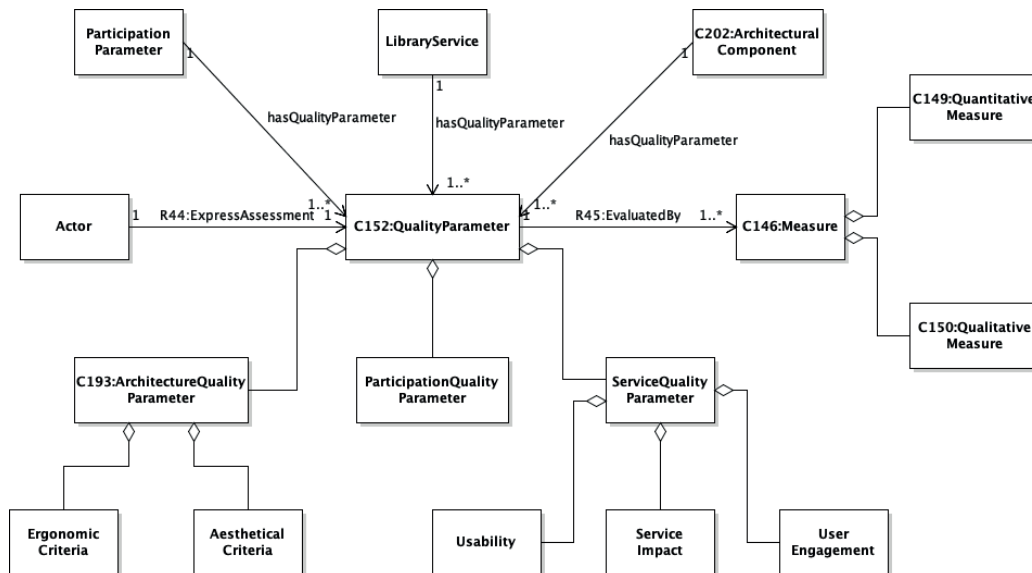 Participation
Parameter
LibraryService
C202:Architectural
Component
1
1
1
C149:Quantitative
Measure
hasQualityParameter
hasQualityParameter
hasQualityParameter
1..*
1..*
1..*
Actor
1
R44:ExpressAssessment
1
C152:QualityParameter
1
R45:EvaluatedBy
1..*
C146:Measure
C150:Qualitative
Measure
C193:ArchitectureQuality
Parameter
ParticipationQuality
Parameter
ServiceQuality
Parameter
Ergonomic
Criteria
Aesthetical
Criteria
Usability
Service
Impact
User
Engagement